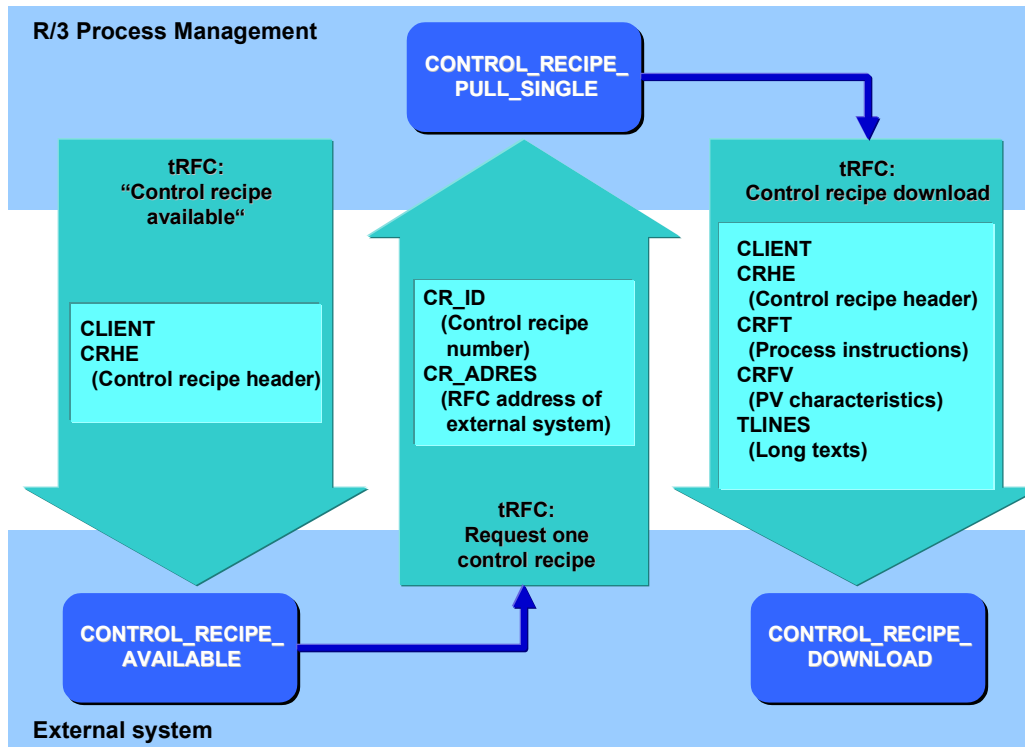 R/3 Process Management
CONTROL_RECIPE_
PULL_SINGLE
tRFC:
“Control recipe
available“
CLIENT
CRHE
(Control recipe header)
CR_ID
(Control recipe
number)
CR_ADRES
(RFC address of
external system)
tRFC:
Request one
control recipe
tRFC:
Control recipe download
CLIENT
CRHE
(Control recipe header)
CRFT
(Process instructions)
CRFV
(PV characteristics)
TLINES
(Long texts)
CONTROL_RECIPE_
AVAILABLE
CONTROL_RECIPE_
DOWNLOAD
External system